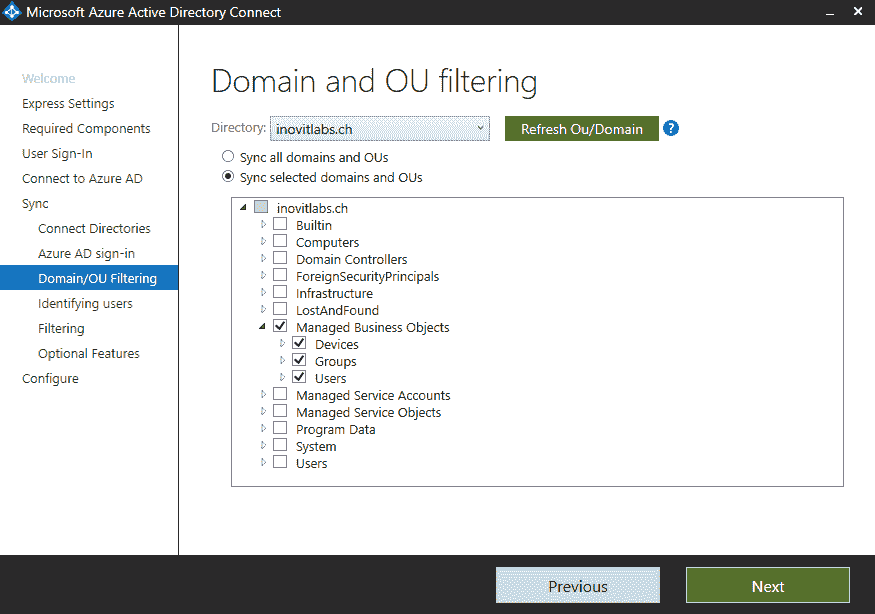 Microsoft Azure Active Directory Connect
Welcome
Express Settings
Required Components
User Sign-In
Connect to Azure AD
Sync
Connect Directories
Azure AD sign-in
Domain/OU Filtering
Identifying users
Filtering
Optional Features
Configure
Domain and OU filtering
Directory: inovitlabs.ch Refresh Ou/Domain ?
Sync all domains and OUs
Sync selected domains and OUs
inovitlabs.ch
Builtin
Computers
Domain Controllers
ForeignSecurityPrincipals
Infrastructure
LostAndFound
Managed Business Objects
Devices
Groups
Users
Managed Service Accounts
Managed Service Objects
Program Data
System
Users
Previous Next